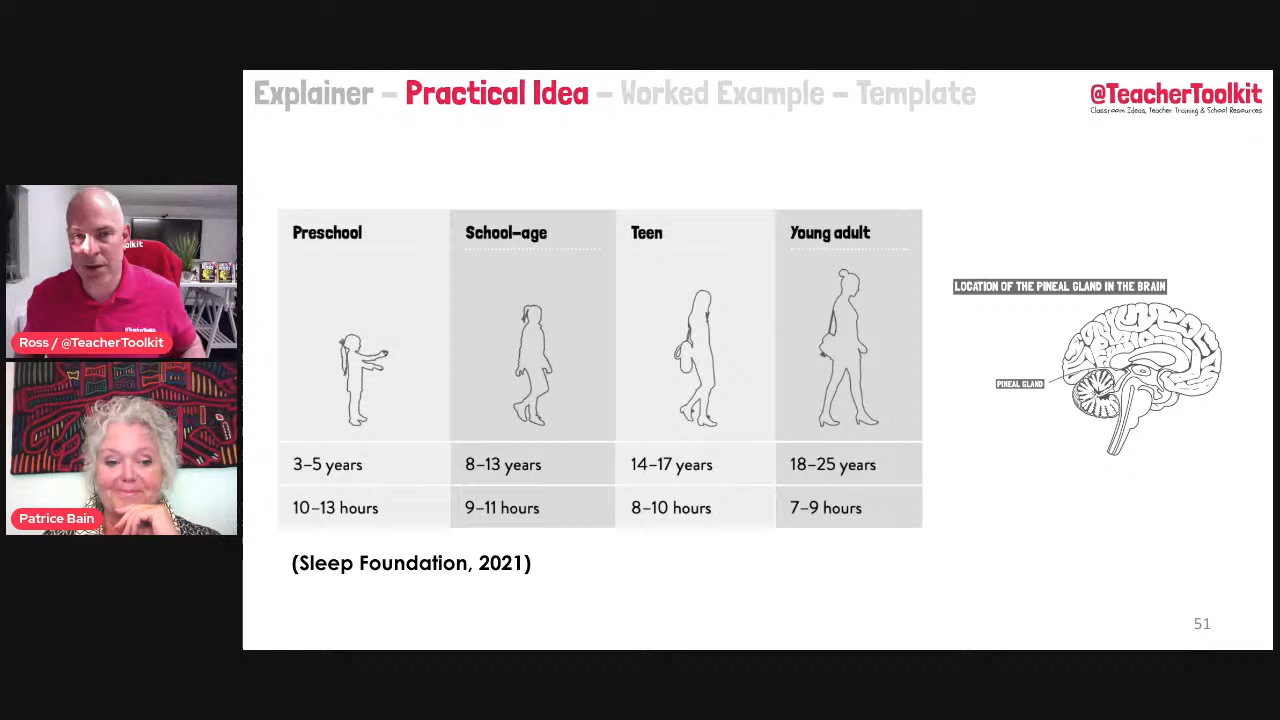 Explainer – Practical Idea – Worked Example – Template
@TeacherToolkit
Classroom Ideas, Teacher Training & School Resources
Preschool
School–age
Teen
Young adult
3–5 years
8–13 years
14–17 years
18–25 years
10–13 hours
9–11 hours
8–10 hours
7–9 hours
(Sleep Foundation, 2021)
LOCATION OF THE PINEAL GLAND IN THE BRAIN
PINEAL GLAND
51
Ross / @TeacherToolkit
Patrice Bain